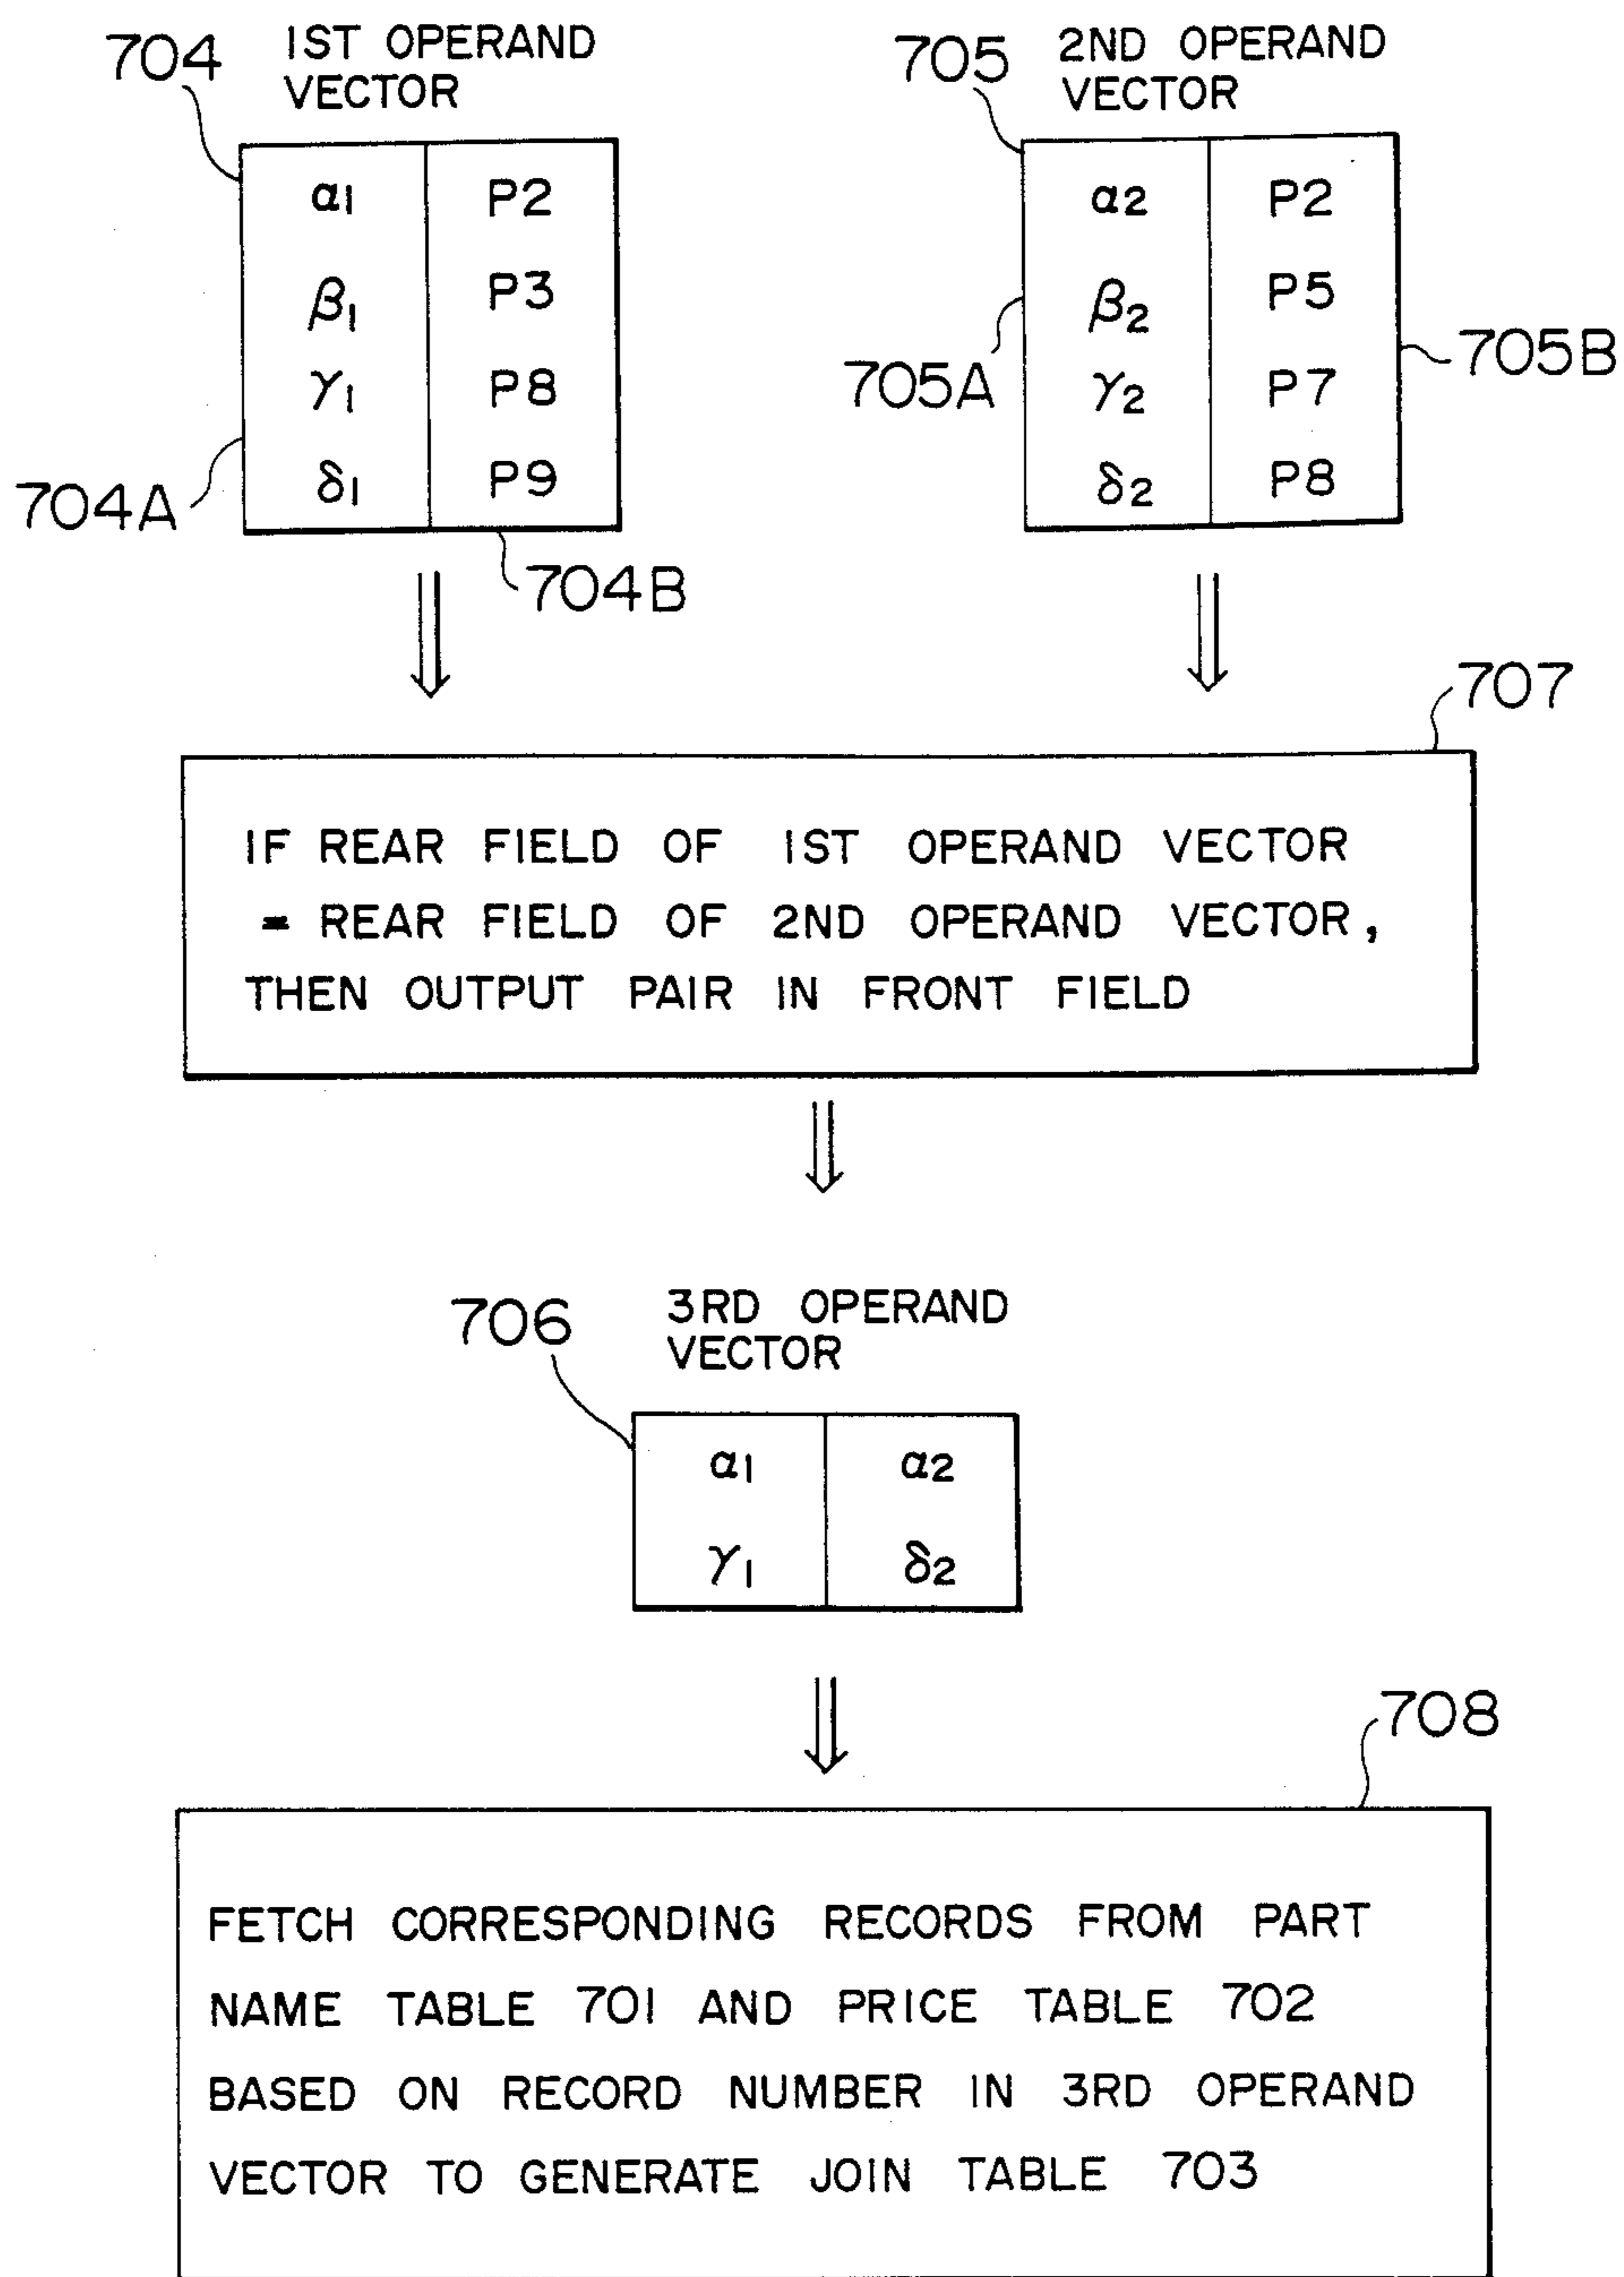 704 1ST OPERAND
VECTOR
705 2ND OPERAND
VECTOR
α1 P2
β1 P3
γ1 P8
δ1 P9
704A
704B
α2 P2
β2 P5
γ2 P7
δ2 P8
705A
705B
707
IF REAR FIELD OF 1ST OPERAND VECTOR
= REAR FIELD OF 2ND OPERAND VECTOR,
THEN OUTPUT PAIR IN FRONT FIELD
706 3RD OPERAND
VECTOR
α1 α2
γ1 δ2
708
FETCH CORRESPONDING RECORDS FROM PART
NAME TABLE 701 AND PRICE TABLE 702
BASED ON RECORD NUMBER IN 3RD OPERAND
VECTOR TO GENERATE JOIN TABLE 703